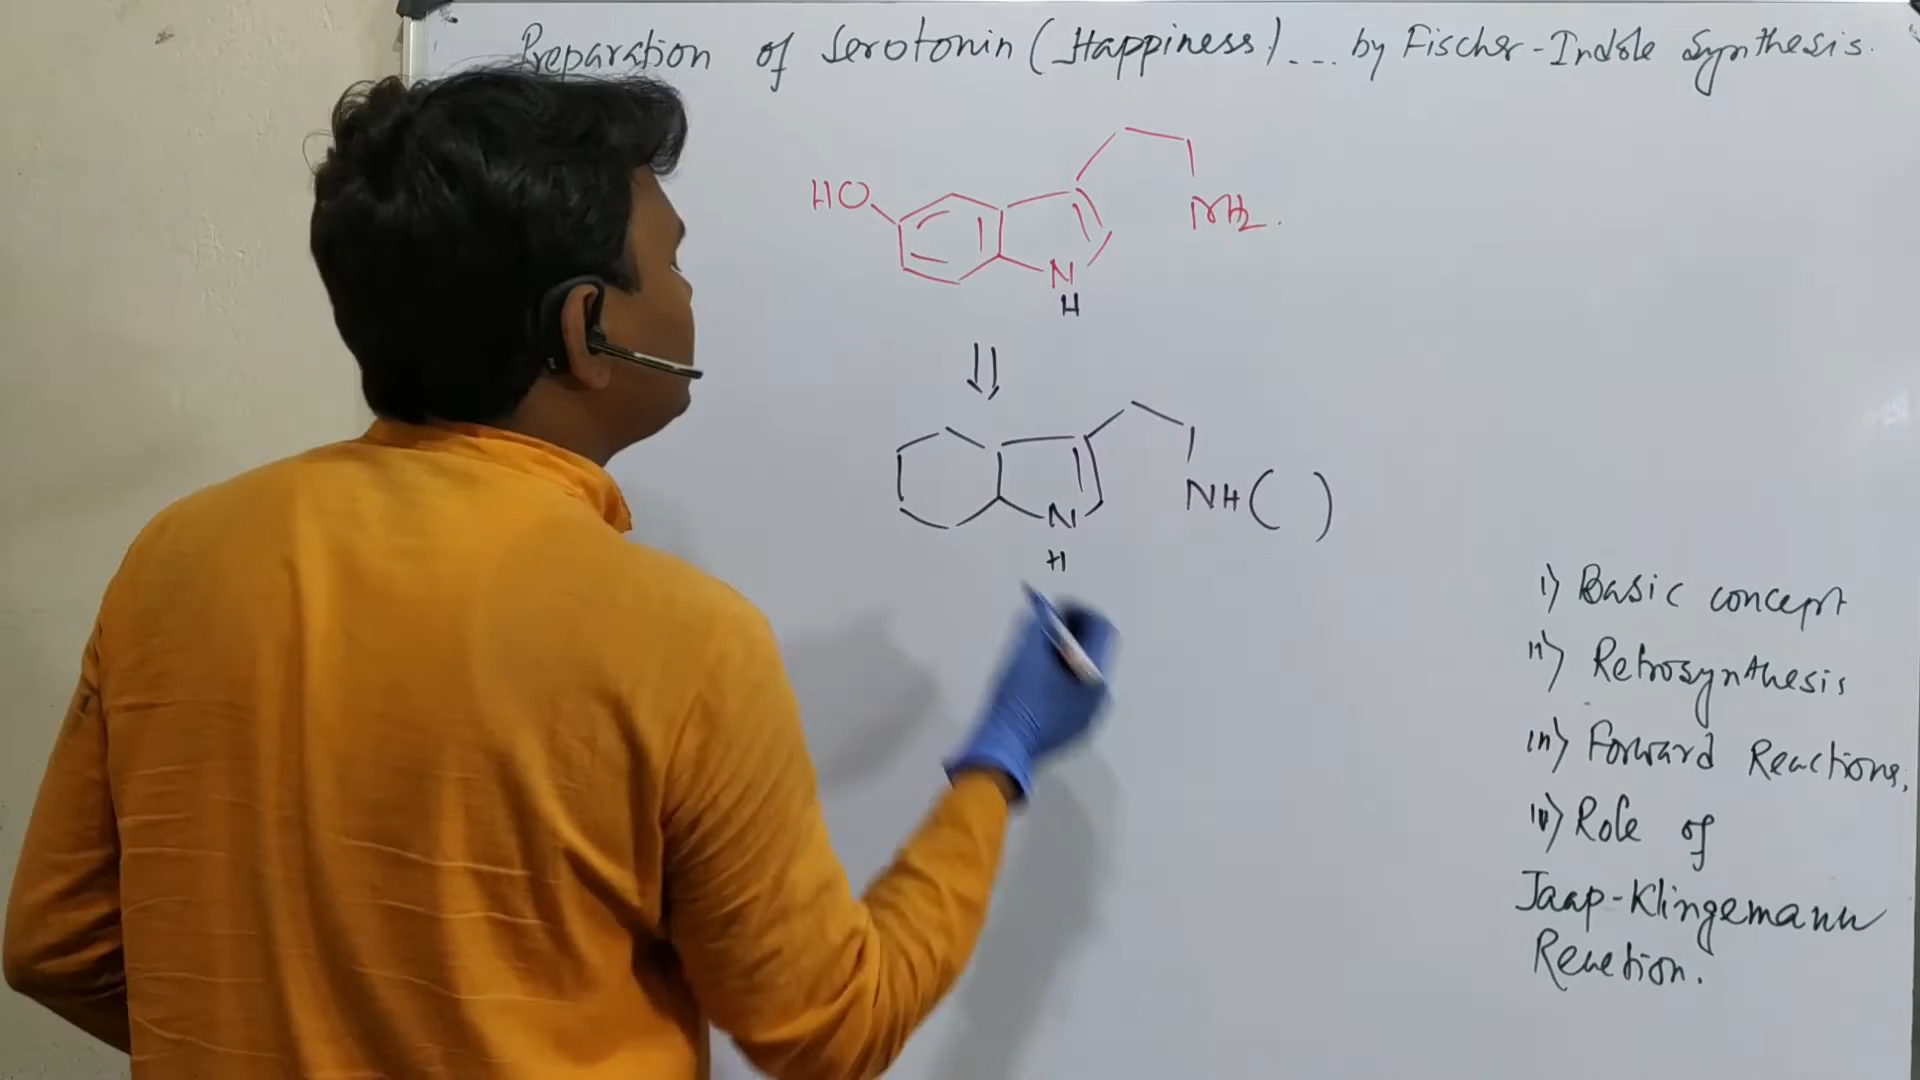 Preparation of Serotonin (Happiness) ... by Fischer-Indole Synthesis.
HO
NH2.
N
H
NH ( )
N
H
i) Basic concept
ii) Retrosynthesis
iii) Forward Reactions,
iv) Role of
Jaap-Klingemann
Reaction.